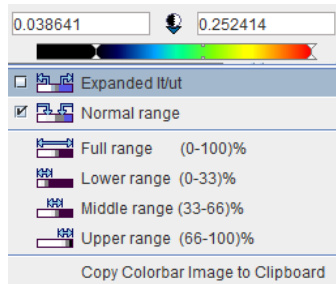 0.038641 0.252414
Expanded lt/ut
Normal range
Full range (0-100)%
Lower range (0-33)%
Middle range (33-66)%
Upper range (66-100)%
Copy Colorbar Image to Clipboard